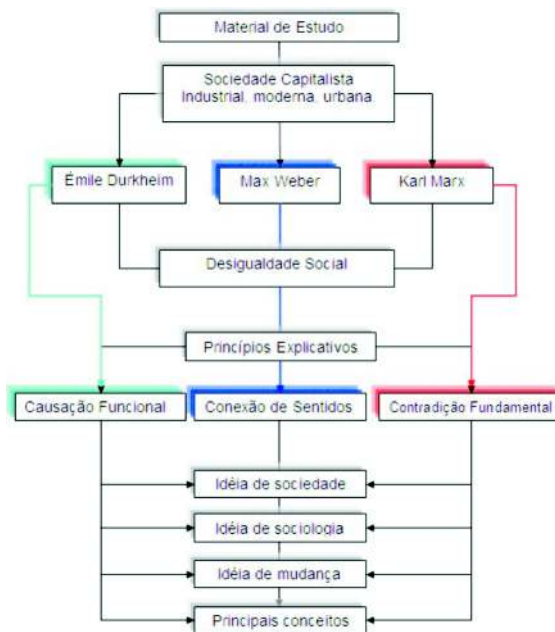 Material de Estudo
Sociedade Capitalista
Industrial, moderna, urbana
Émile Durkheim
Max Weber
Karl Marx
Desigualdade Social
Princípios Explicativos
Causação Funcional
Conexão de Sentidos
Contradição Fundamental
Idéia de sociedade
Idéia de sociologia
Idéia de mudança
Principais conceitos